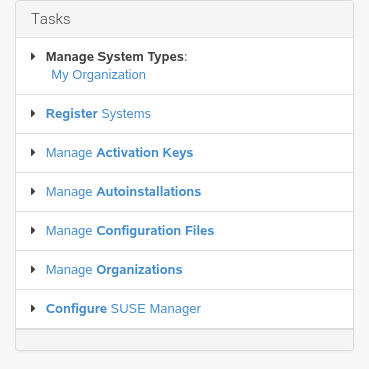 Tasks
Manage System Types:
My Organization
Register Systems
Manage Activation Keys
Manage Autoinstallations
Manage Configuration Files
Manage Organizations
Configure SUSE Manager